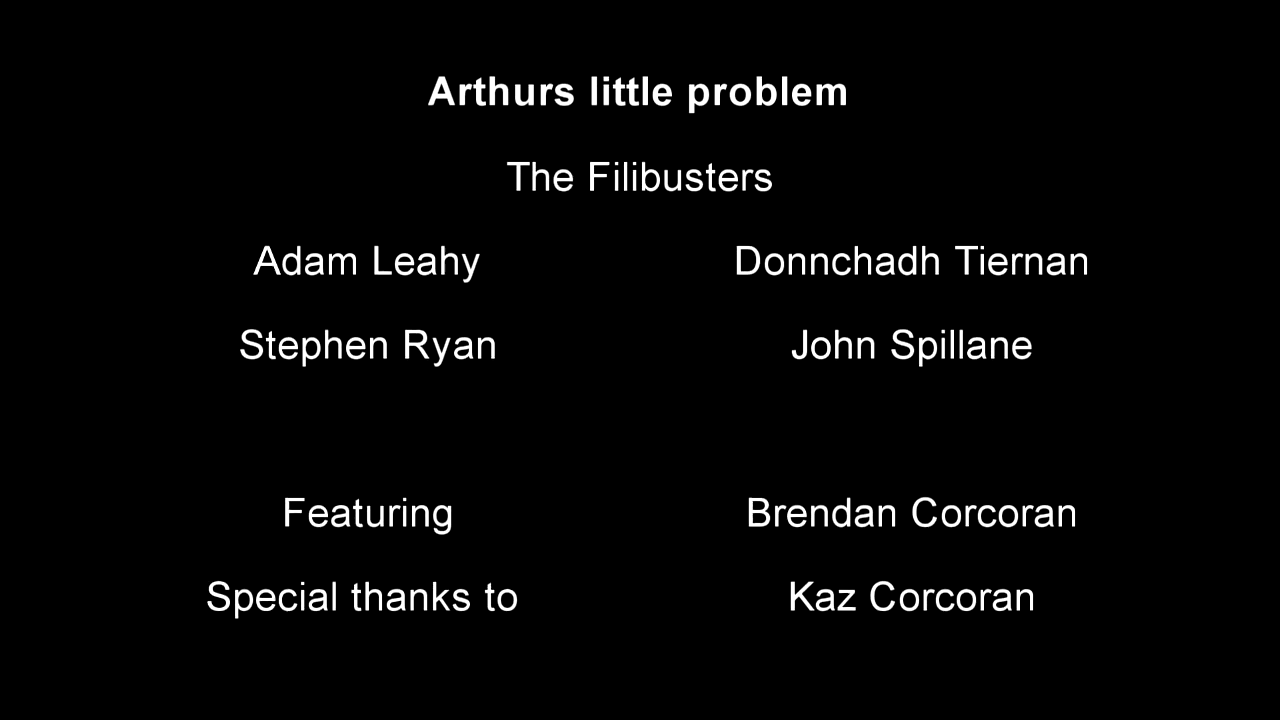 Arthurs little problem
The Filibusters
Adam Leahy Donnchadh Tiernan
Stephen Ryan John Spillane
Featuring Brendan Corcoran
Special thanks to Kaz Corcoran